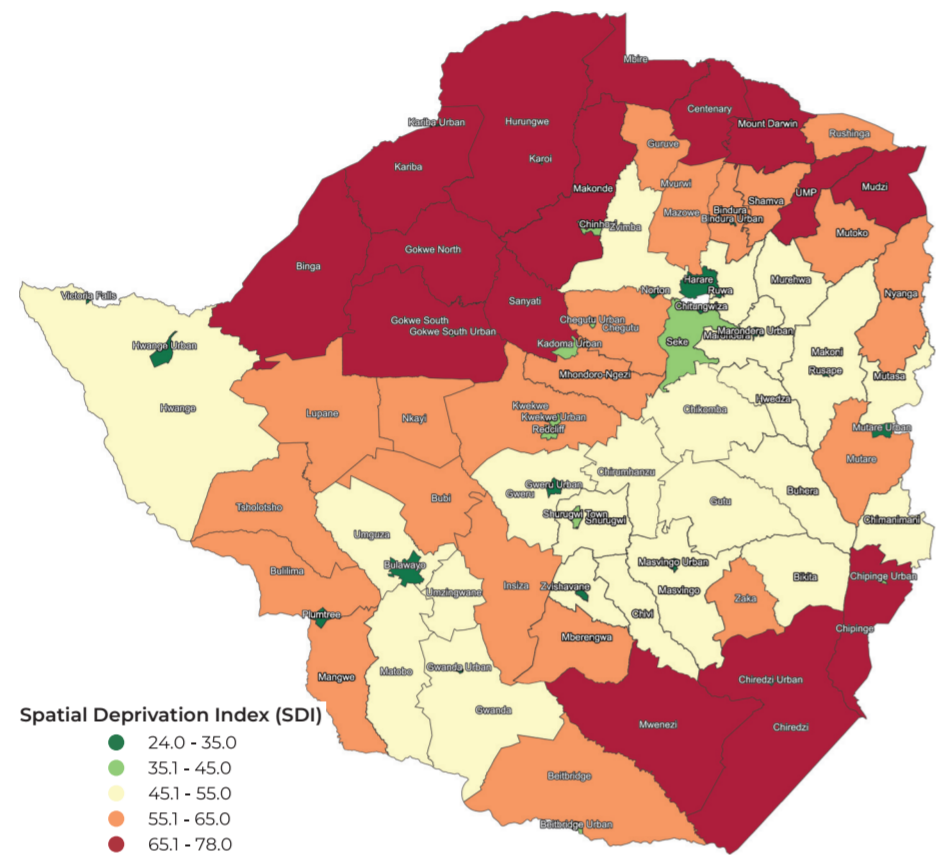 Mbire
Centenary
Kariba Urban
Hurungwe
Mount Darwin
Rushinga
Guruve
Karoi
Kariba
Makonde
Mvurwi
UMP
Mudzi
Shamva
Mazowe
Bindura
Bindura Urban
Chinhoyi
Zvimba
Mutoko
Gokwe North
Binga
Harare
Murehwa
Norton
Ruwa
Nyanga
Victoria Falls
Sanyati
Chitungwiza
Gokwe South
Chegutu Urban
Chegutu
Gokwe South Urban
Marondera Urban
Marondera
Hwange Urban
Kadoma Urban
Seke
Makoni
Mhondoro-Ngezi
Rusape
Mutasa
Hwange
Lupane
Nkayi
Kwekwe
Kwekwe Urban
Redcliff
Chikomba
Hwedza
Mutare Urban
Mutare
Chirumhanzu
Gweru Urban
Gweru
Buhera
Tsholotsho
Bubi
Gutu
Shurugwi Town
Shurugwi
Chimanimani
Umguza
Bulawayo
Masvingo Urban
Bulilima
Insiza
Zvishavane
Masvingo
Bikita
Chipinge Urban
Umzingwane
Zaka
Plumtree
Chivi
Chipinge
Mberengwa
Mangwe
Matobo
Gwanda Urban
Chiredzi Urban
Gwanda
Mwenezi
Chiredzi
Beitbridge
Beitbridge Urban
Spatial Deprivation Index (SDI)
24.0 - 35.0
35.1 - 45.0
45.1 - 55.0
55.1 - 65.0
65.1 - 78.0